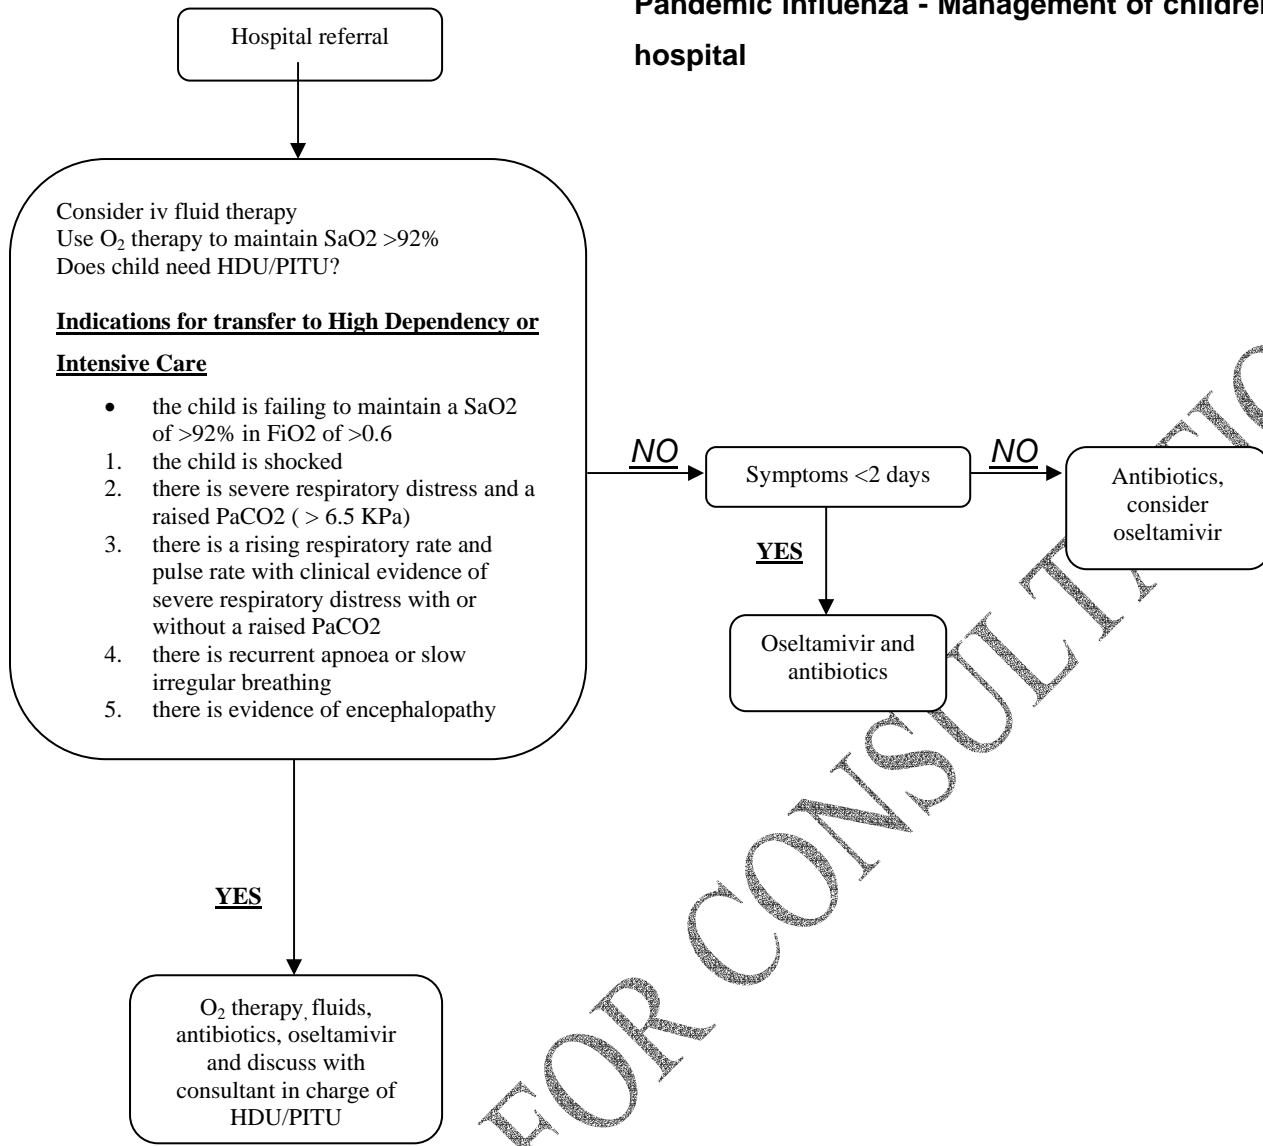 Pandemic Influenza - Management of children
hospital
Hospital referral
Consider iv fluid therapy
Use O2 therapy to maintain SaO2 >92%
Does child need HDU/PITU?
Indications for transfer to High Dependency or
Intensive Care
• the child is failing to maintain a SaO2
of >92% in FiO2 of >0.6
1. the child is shocked
2. there is severe respiratory distress and a
raised PaCO2 ( > 6.5 KPa)
3. there is a rising respiratory rate and
pulse rate with clinical evidence of
severe respiratory distress with or
without a raised PaCO2
4. there is recurrent apnoea or slow
irregular breathing
5. there is evidence of encephalopathy
NO
Symptoms <2 days
NO
Antibiotics,
consider
oseltamivir
YES
Oseltamivir and
antibiotics
YES
O2 therapy, fluids,
antibiotics, oseltamivir
and discuss with
consultant in charge of
HDU/PITU
FOR